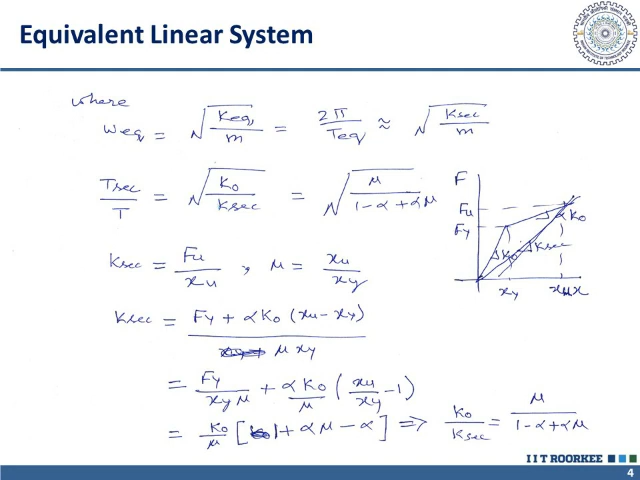 Equivalent Linear System
where
Weq = √(Keq/m) = 2π/Teq ≈ √(Ksec/m)
Tsec/T = √(K0/Ksec) = √(μ/(1-α+αμ))
F
Fu
Fy
αK0
K0
Ksec
xy
xu
x
Ksec = Fu/xu, μ = xu/xy
Ksec = (Fy + αK0 (xu - xy))/(μ xy)
= Fy/(xy μ) + αK0/μ (xu/xy - 1)
= K0/μ [1 + αμ - α] ⇒ K0/Ksec = μ/(1-α+αμ)
IIT ROORKEE
4